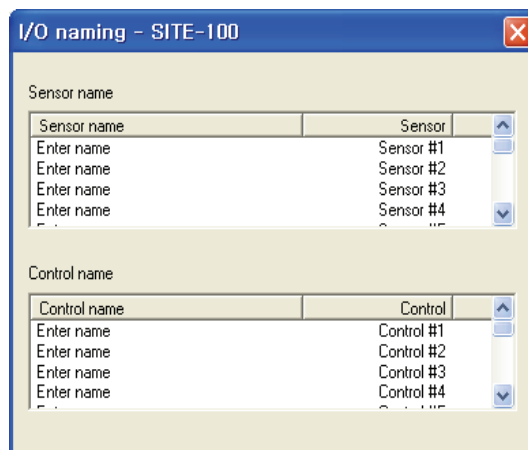 I/O naming - SITE-100
Sensor name
Sensor name Sensor
Enter name Sensor #1
Enter name Sensor #2
Enter name Sensor #3
Enter name Sensor #4
Control name
Control name Control
Enter name Control #1
Enter name Control #2
Enter name Control #3
Enter name Control #4